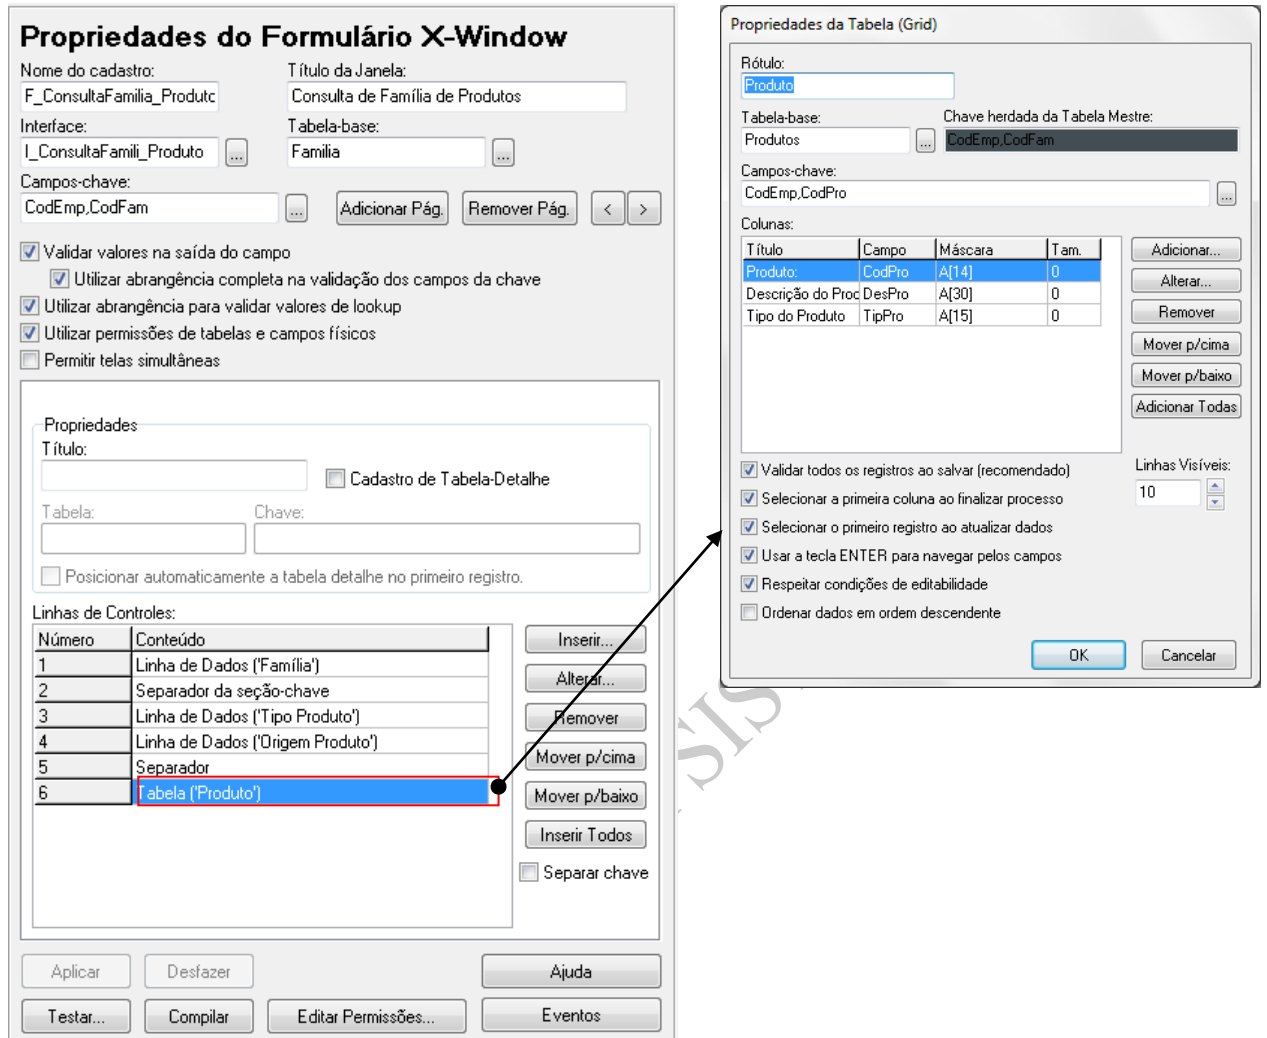 Propriedades do Formulário X-Window
Nome do cadastro: Título da Janela:
F_ConsultaFamilia_Produtc Consulta de Família de Produtos
Interface: Tabela-base:
I_ConsultaFamili_Produto ... Familia ...
Campos-chave:
CodEmp,CodFam ... Adicionar Pág. Remover Pág. < >
Validar valores na saída do campo
Utilizar abrangência completa na validação dos campos da chave
Utilizar abrangência para validar valores de lookup
Utilizar permissões de tabelas e campos físicos
Permitir telas simultâneas
Propriedades
Título:
Cadastro de Tabela-Detalhe
Tabela: Chave:
Posicionar automaticamente a tabela detalhe no primeiro registro.
Linhas de Controles:
Número Conteúdo
1 Linha de Dados ('Família')
2 Separador da seção-chave
3 Linha de Dados ('Tipo Produto')
4 Linha de Dados ('Origem Produto')
5 Separador
6 Tabela ('Produto')
Inserir...
Alterar...
Remover
Mover p/cima
Mover p/baixo
Inserir Todos
Separar chave
Aplicar Desfazer Ajuda
Testar... Compilar Editar Permissões... Eventos
Propriedades da Tabela (Grid)
Rótulo:
Produto
Tabela-base: Chave herdada da Tabela Mestre:
Produtos ... CodEmp,CodFam
Campos-chave:
CodEmp,CodPro ...
Colunas:
Título Campo Máscara Tam.
Produto: CodPro A[14] 0
Descrição do Proc DesPro A[30] 0
Tipo do Produto TipPro A[15] 0
Adicionar...
Alterar...
Remover
Mover p/cima
Mover p/baixo
Adicionar Todas
Validar todos os registros ao salvar (recomendado)
Selecionar a primeira coluna ao finalizar processo
Selecionar o primeiro registro ao atualizar dados
Usar a tecla ENTER para navegar pelos campos
Respeitar condições de editabilidade
Ordenar dados em ordem descendente
Linhas Visíveis:
10
OK Cancelar
SIS